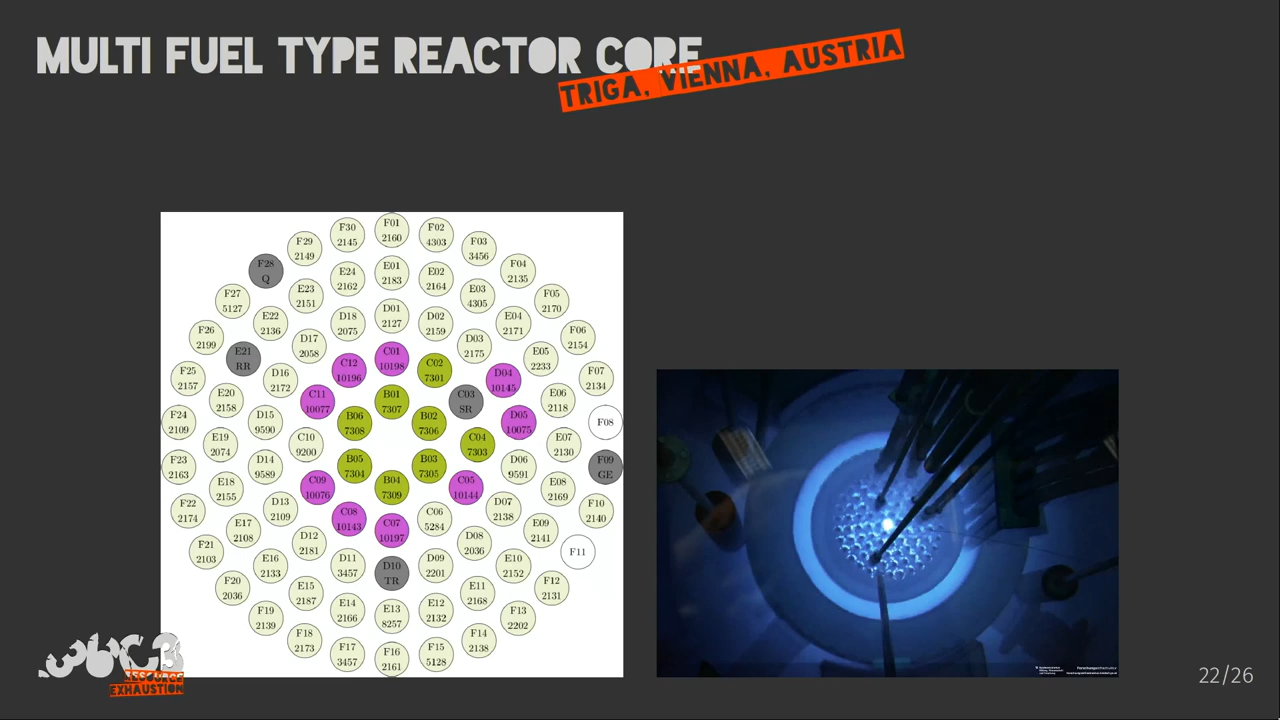 MULTI FUEL TYPE REACTOR CORE
TRIGA, VIENNA, AUSTRIA
F30
2145
F01
2160
F02
4303
F29
2149
F03
3456
F28
Q
E24
2162
E01
2183
E02
2164
F04
2135
F27
5127
E23
2151
E03
4305
F05
2170
E22
2136
D18
2075
D01
2127
D02
2159
E04
2171
F26
2199
D17
2058
D03
2175
F06
2154
E21
RR
C12
10196
C01
10198
C02
7301
E05
2233
F25
2157
D16
2172
D04
10145
F07
2134
E20
2158
C11
10077
B01
7307
C03
SR
E06
2118
F24
2109
D15
9590
B06
7308
B02
7306
D05
10075
F08
E19
2074
C10
9200
C04
7303
E07
2130
F23
2163
D14
9589
B05
7304
B03
7305
D06
9591
F09
GE
E18
2155
C09
10076
B04
7309
C05
10144
E08
2169
F22
2174
D13
2109
D07
2138
F10
2140
E17
2108
C08
10143
C07
10197
C06
5284
E09
2141
F21
2103
D12
2181
D08
2036
F11
E16
2133
D11
3457
D10
TR
D09
2201
E10
2152
F20
2036
E15
2187
E11
2168
F12
2131
F19
2139
E14
2166
E13
8257
E12
2132
F13
2202
F18
2173
F17
3457
F16
2161
F15
5128
F14
2138
36C3
RESOURCE
EXHAUSTION
22/26